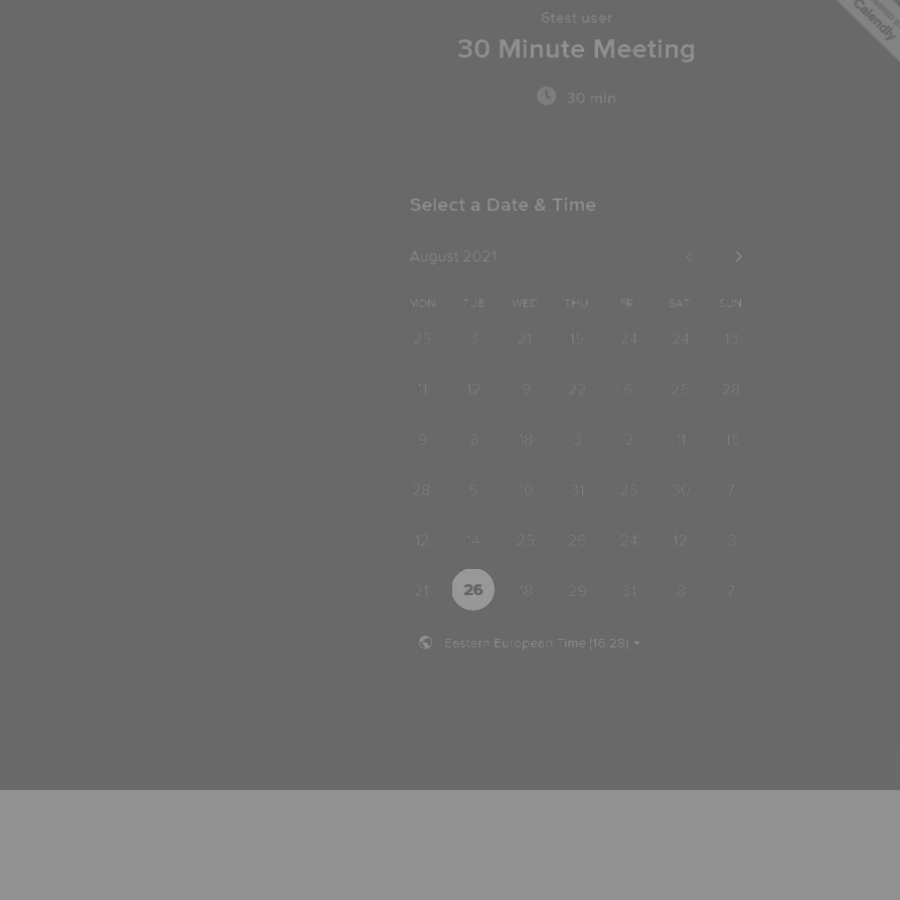 6test user
30 Minute Meeting
30 min
Calendly
Select a Date & Time
August 2021
MON TUE WED THU FR SAT SUN
25 3 21 19 24 24 13
11 12 9 22 5 26 28
9 8 18 3 2 11 15
28 5 10 31 25 30 7
12 14 25 26 24 12 3
21 26 18 29 31 8 7
Eastern European Time (16:28)